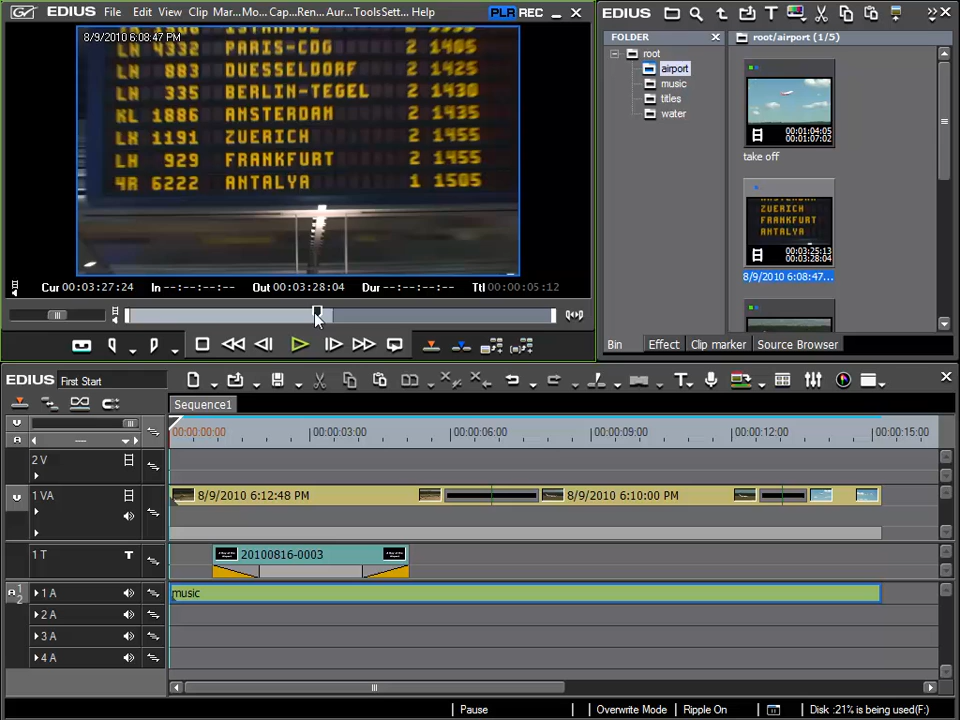 EDIUS File Edit View Clip Mar...Mo... Cap...Ren... Aur...ToolsSett... Help PLR REC
8/9/2010 6:08:47 PM
LH 4332 PARIS-CDG 2 1405
LH 883 DUESSELDORF 2 1425
LH 335 BERLIN-TEGEL 2 1430
KL 1886 AMSTERDAM 2 1435
LH 1191 ZUERICH 2 1455
LH 929 FRANKFURT 2 1455
4R 6222 ANTALYA 1 1505
Cur 00:03:27:24 In --:--:--:-- Out 00:03:28:04 Dur --:--:--:-- Ttl 00:00:05:12
EDIUS
FOLDER
root
airport
music
titles
water
root/airport (1/5)
00:01:04:05
00:01:07:02
take off
ZUERICH
FRANKFURT
ANTALYA
00:03:25:13
00:03:28:04
8/9/2010 6:08:47...
Bin Effect Clip marker Source Browser
EDIUS First Start
Sequence1
00:00:00:00 00:00:03:00 00:00:06:00 00:00:09:00 00:00:12:00 00:00:15:00
2 V
1 VA 8/9/2010 6:12:48 PM 8/9/2010 6:10:00 PM
1 T T 20100816-0003
A 1 2 1 A music
2 A
3 A
4 A
Pause Overwrite Mode Ripple On Disk :21% is being used(F:)